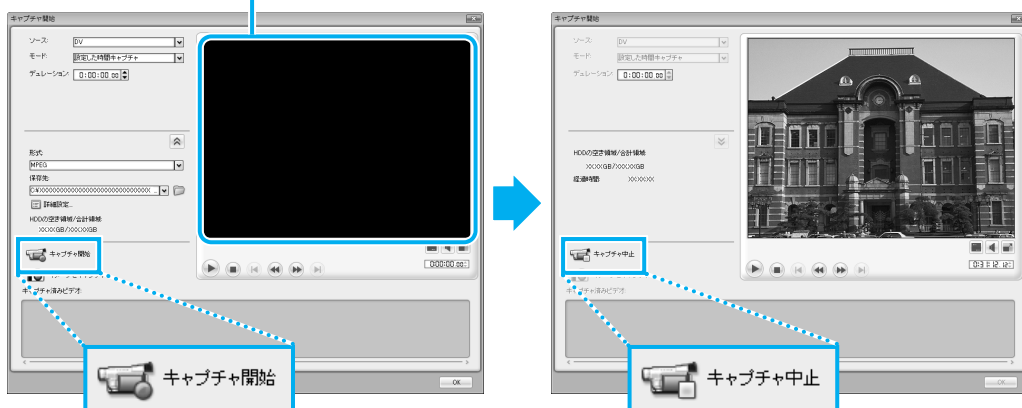 キャプチャ開始
ソース: DV
モード: 設定した時間キャプチャ
デュレーション: 0:00:00 00
形式:
MPEG
保存先:
詳細設定...
HDDの空き領域/合計領域
XX:XXGB/XXXXXGB
キャプチャ開始
0:00:00 00
キャプチャ済みビデオ:
キャプチャ開始
OK
キャプチャ開始
ソース: DV
モード: 設定した時間キャプチャ
デュレーション: 0:00:00 00
HDDの空き領域/合計領域
XX:XXGB/XXXXXGB
経過時間:
キャプチャ中止
キャプチャ済みビデオ:
キャプチャ中止
OK